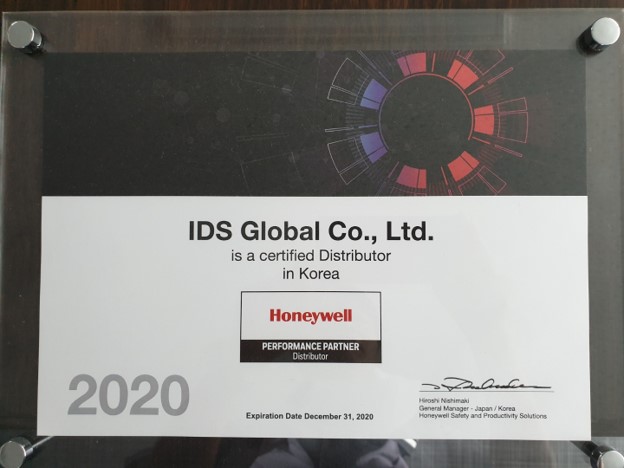 IDS Global Co., Ltd.
is a certified Distributor
in Korea
Honeywell
PERFORMANCE PARTNER
Distributor
2020
Expiration Date December 31, 2020
Hiroshi Nishimaki
General Manager - Japan / Korea
Honeywell Safety and Productivity Solutions